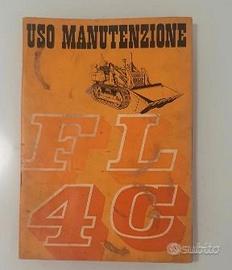 USO MANUTENZIONE
FL
4C
subito